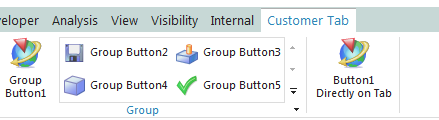 veloper Analysis View Visibility Internal Customer Tab
Group
Button1
Group Button2 Group Button3
Group Button4 Group Button5
Group
Button1
Directly on Tab